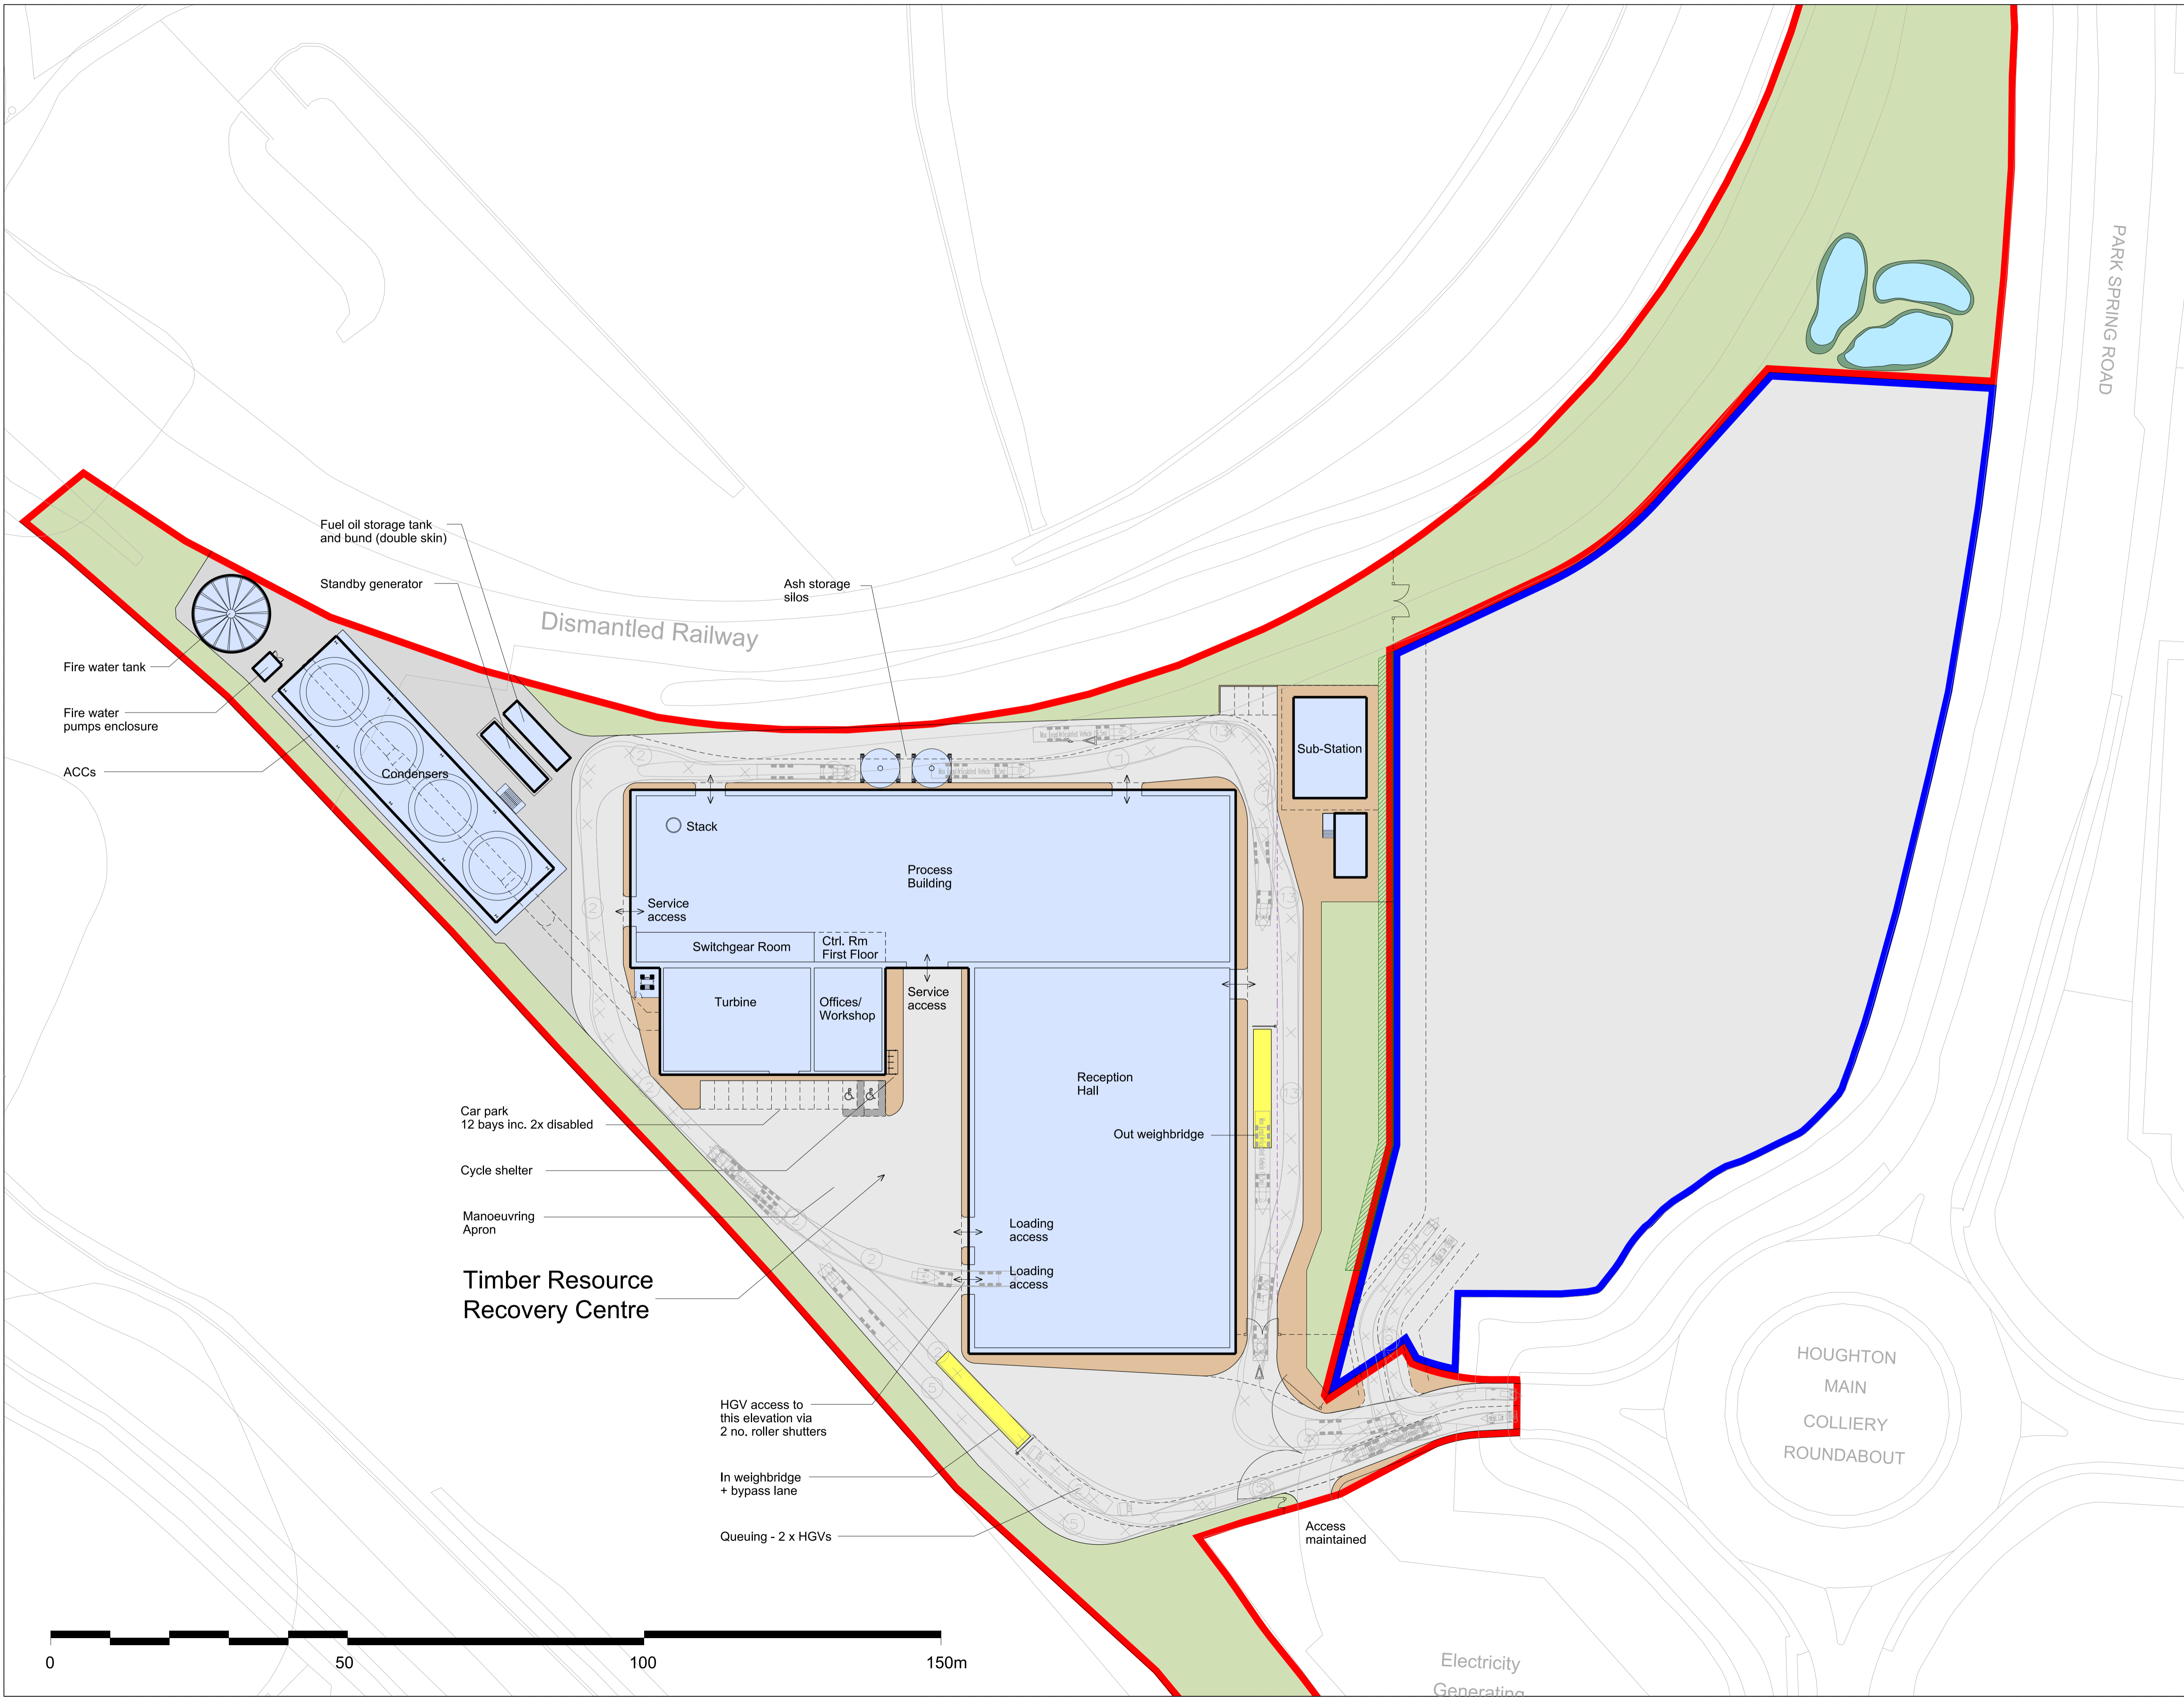 PARK SPRING ROAD
Fuel oil storage tank
and bund (double skin)
Standby generator
Ash storage
silos
Dismantled Railway
Fire water tank
Fire water
pumps enclosure
ACCs
Condensers
Sub-Station
Stack
Process
Building
Service
access
Switchgear Room
Ctrl. Rm
First Floor
Turbine
Offices/
Workshop
Service
access
Reception
Hall
Car park
12 bays inc. 2x disabled
Out weighbridge
Cycle shelter
Manoeuvring
Apron
Loading
access
Loading
access
Timber Resource
Recovery Centre
HGV access to
this elevation via
2 no. roller shutters
In weighbridge
+ bypass lane
Queuing - 2 x HGVs
Access
maintained
HOUGHTON
MAIN
COLLIERY
ROUNDABOUT
Electricity
Generating
0
50
100
150m